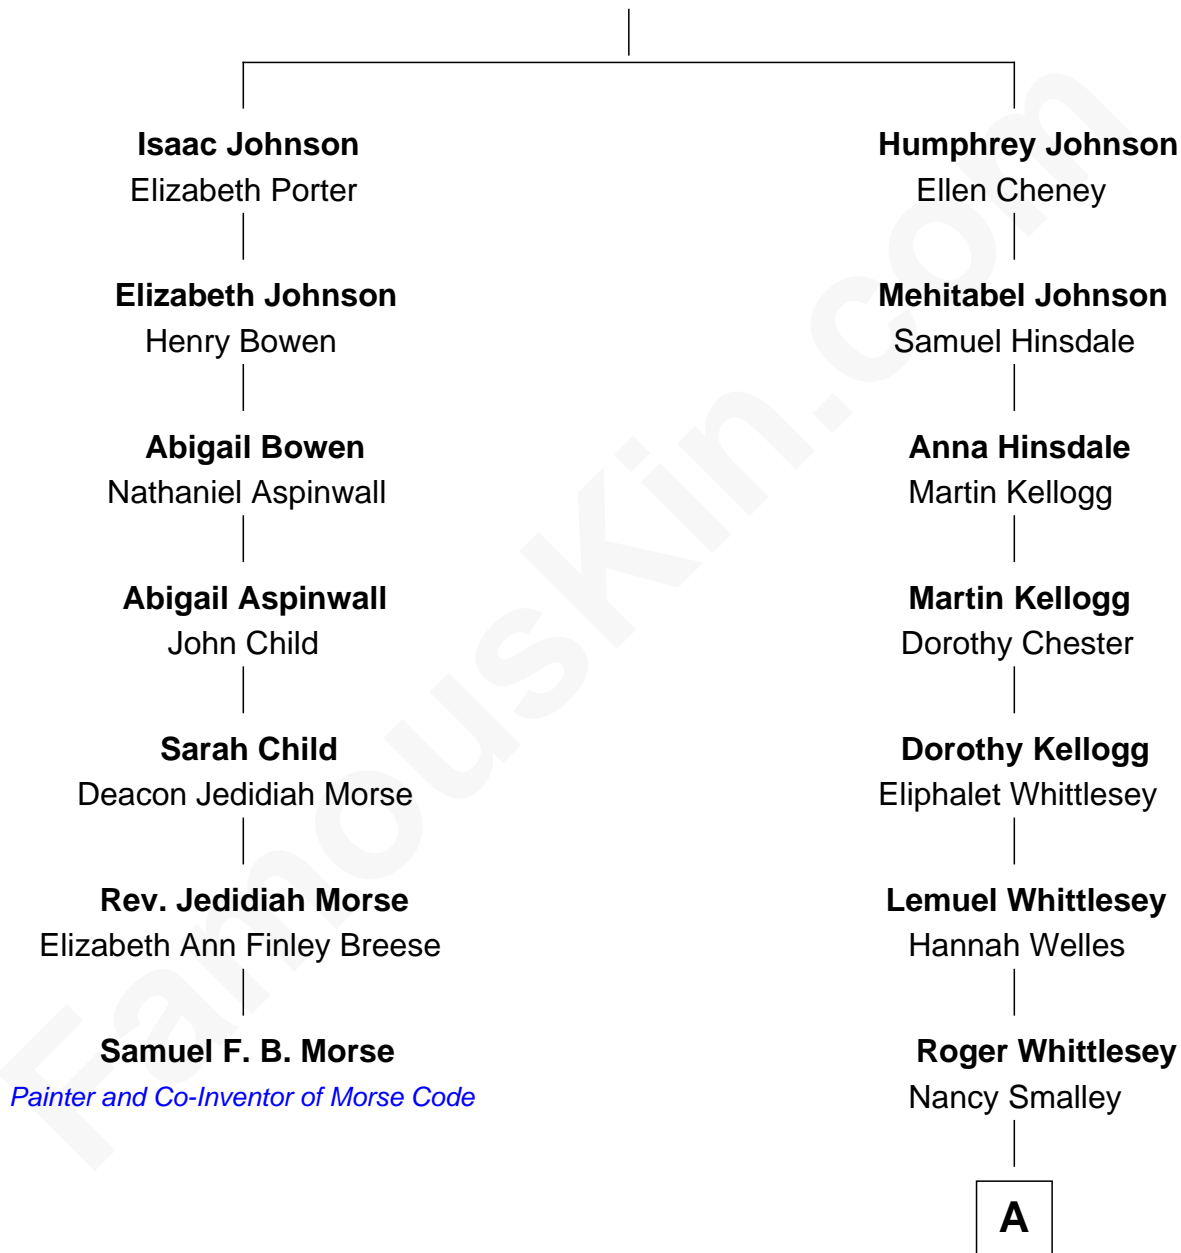 Isaac Johnson
Elizabeth Porter
Elizabeth Johnson
Henry Bowen
Abigail Bowen
Nathaniel Aspinwall
Abigail Aspinwall
John Child
Sarah Child
Deacon Jedidiah Morse
Rev. Jedidiah Morse
Elizabeth Ann Finley Breese
Samuel F. B. Morse
Painter and Co-Inventor of Morse Code
Humphrey Johnson
Ellen Cheney
Mehitabel Johnson
Samuel Hinsdale
Anna Hinsdale
Martin Kellogg
Martin Kellogg
Dorothy Chester
Dorothy Kellogg
Eliphalet Whittlesey
Lemuel Whittlesey
Hannah Welles
Roger Whittlesey
Nancy Smalley
A
FamousKin.com